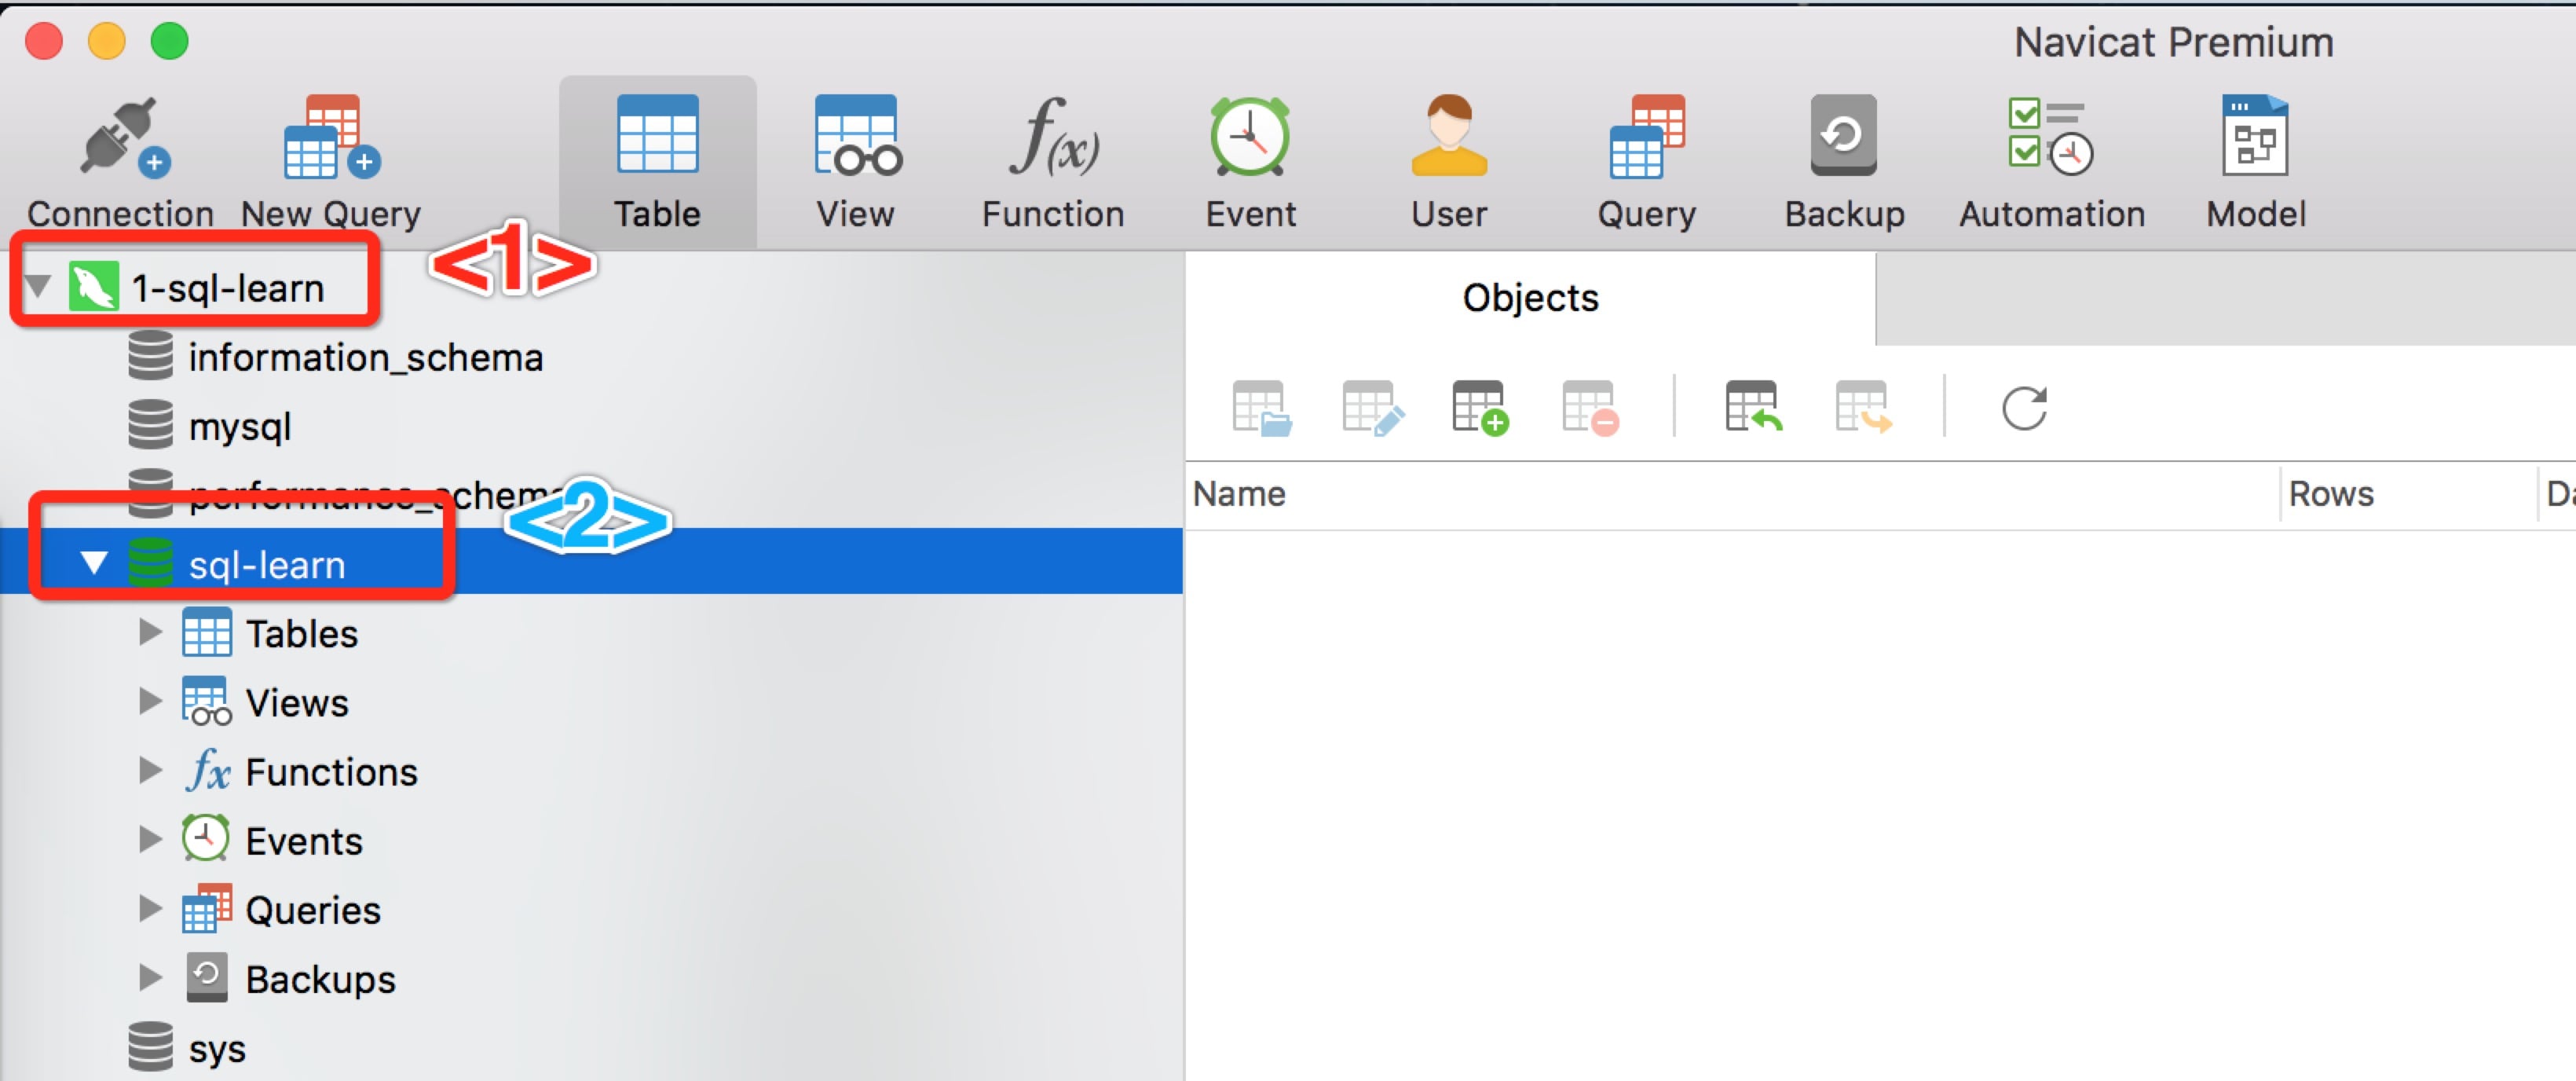 Navicat Premium
Connection New Query Table View Function Event User Query Backup Automation Model
1-sql-learn
<1>
Objects
information_schema
mysql
performance_schema
<2>
Name Rows
sql-learn
Tables
Views
f(x)
fx Functions
Events
Queries
Backups
sys